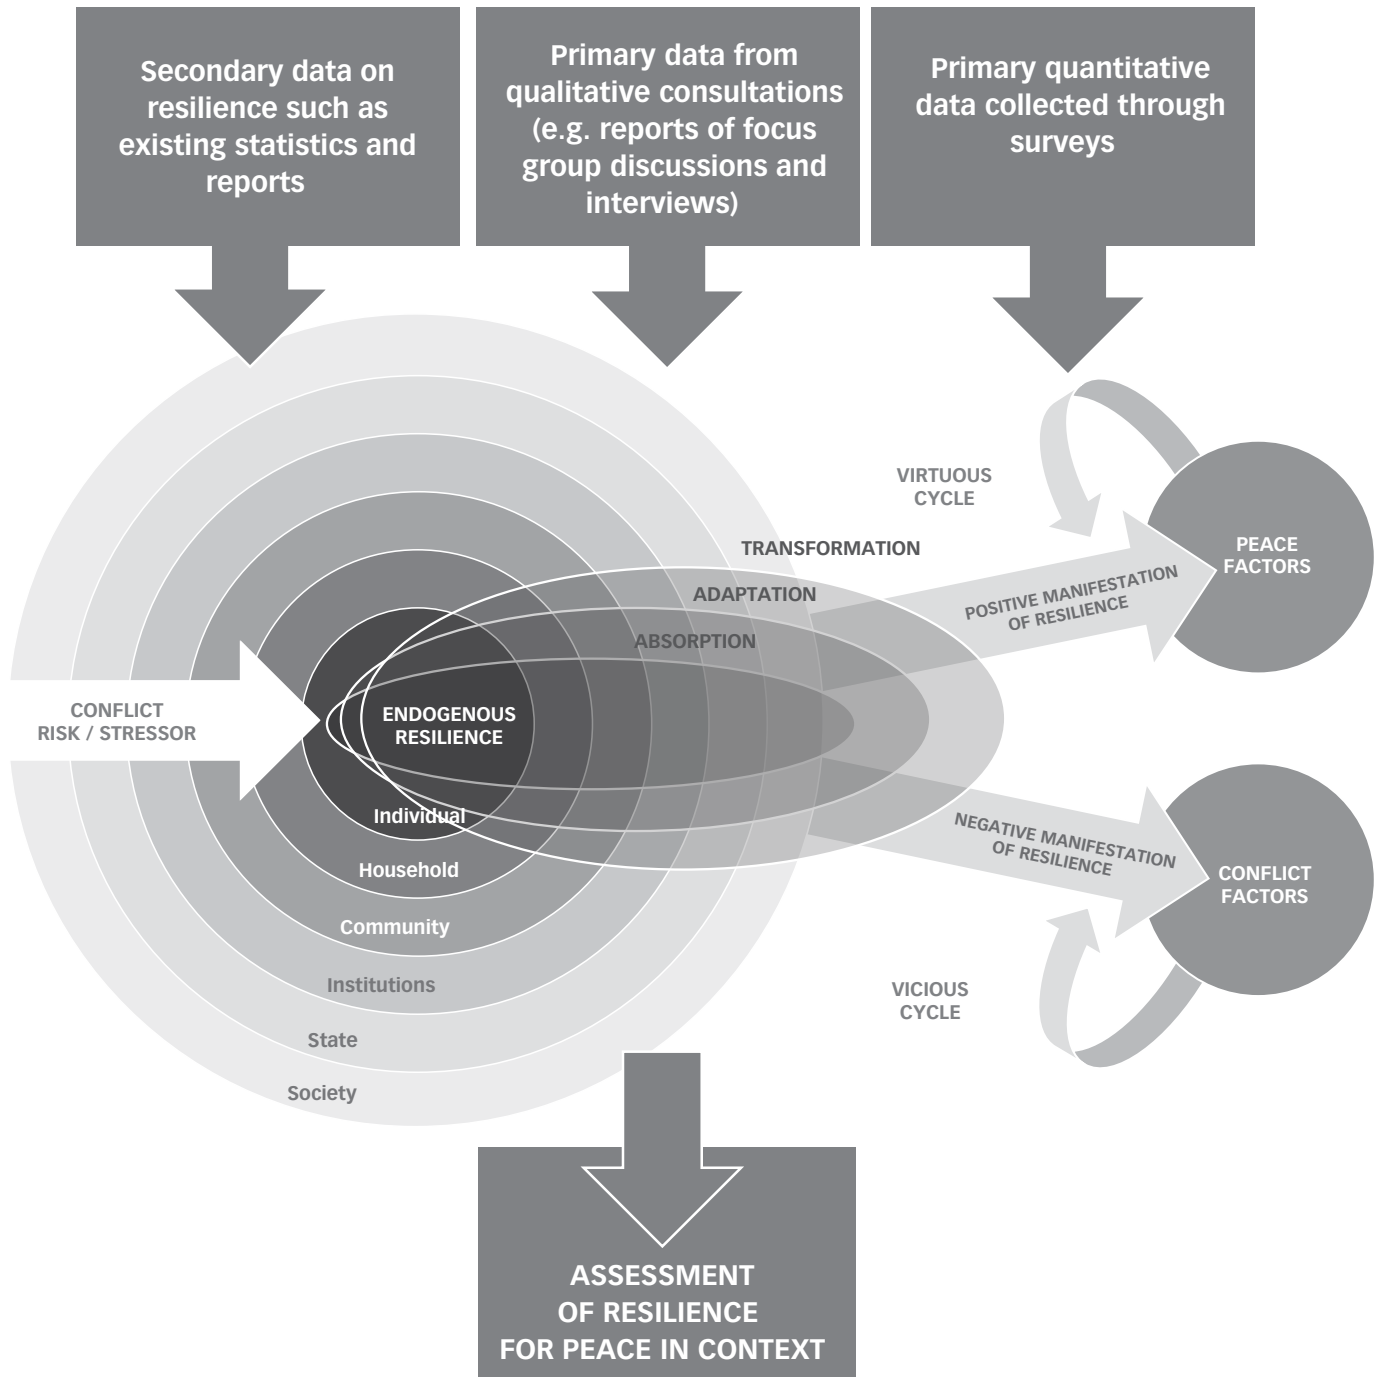 Secondary data on
resilience such as
existing statistics and
reports
Primary data from
qualitative consultations
(e.g. reports of focus
group discussions and
interviews)
Primary quantitative
data collected through
surveys
VIRTUOUS
CYCLE
TRANSFORMATION
ADAPTATION
ABSORPTION
POSITIVE MANIFESTATION
OF RESILIENCE
PEACE
FACTORS
CONFLICT
RISK / STRESSOR
ENDOGENOUS
RESILIENCE
Individual
Household
Community
Institutions
State
Society
NEGATIVE MANIFESTATION
OF RESILIENCE
CONFLICT
FACTORS
VICIOUS
CYCLE
ASSESSMENT
OF RESILIENCE
FOR PEACE IN CONTEXT